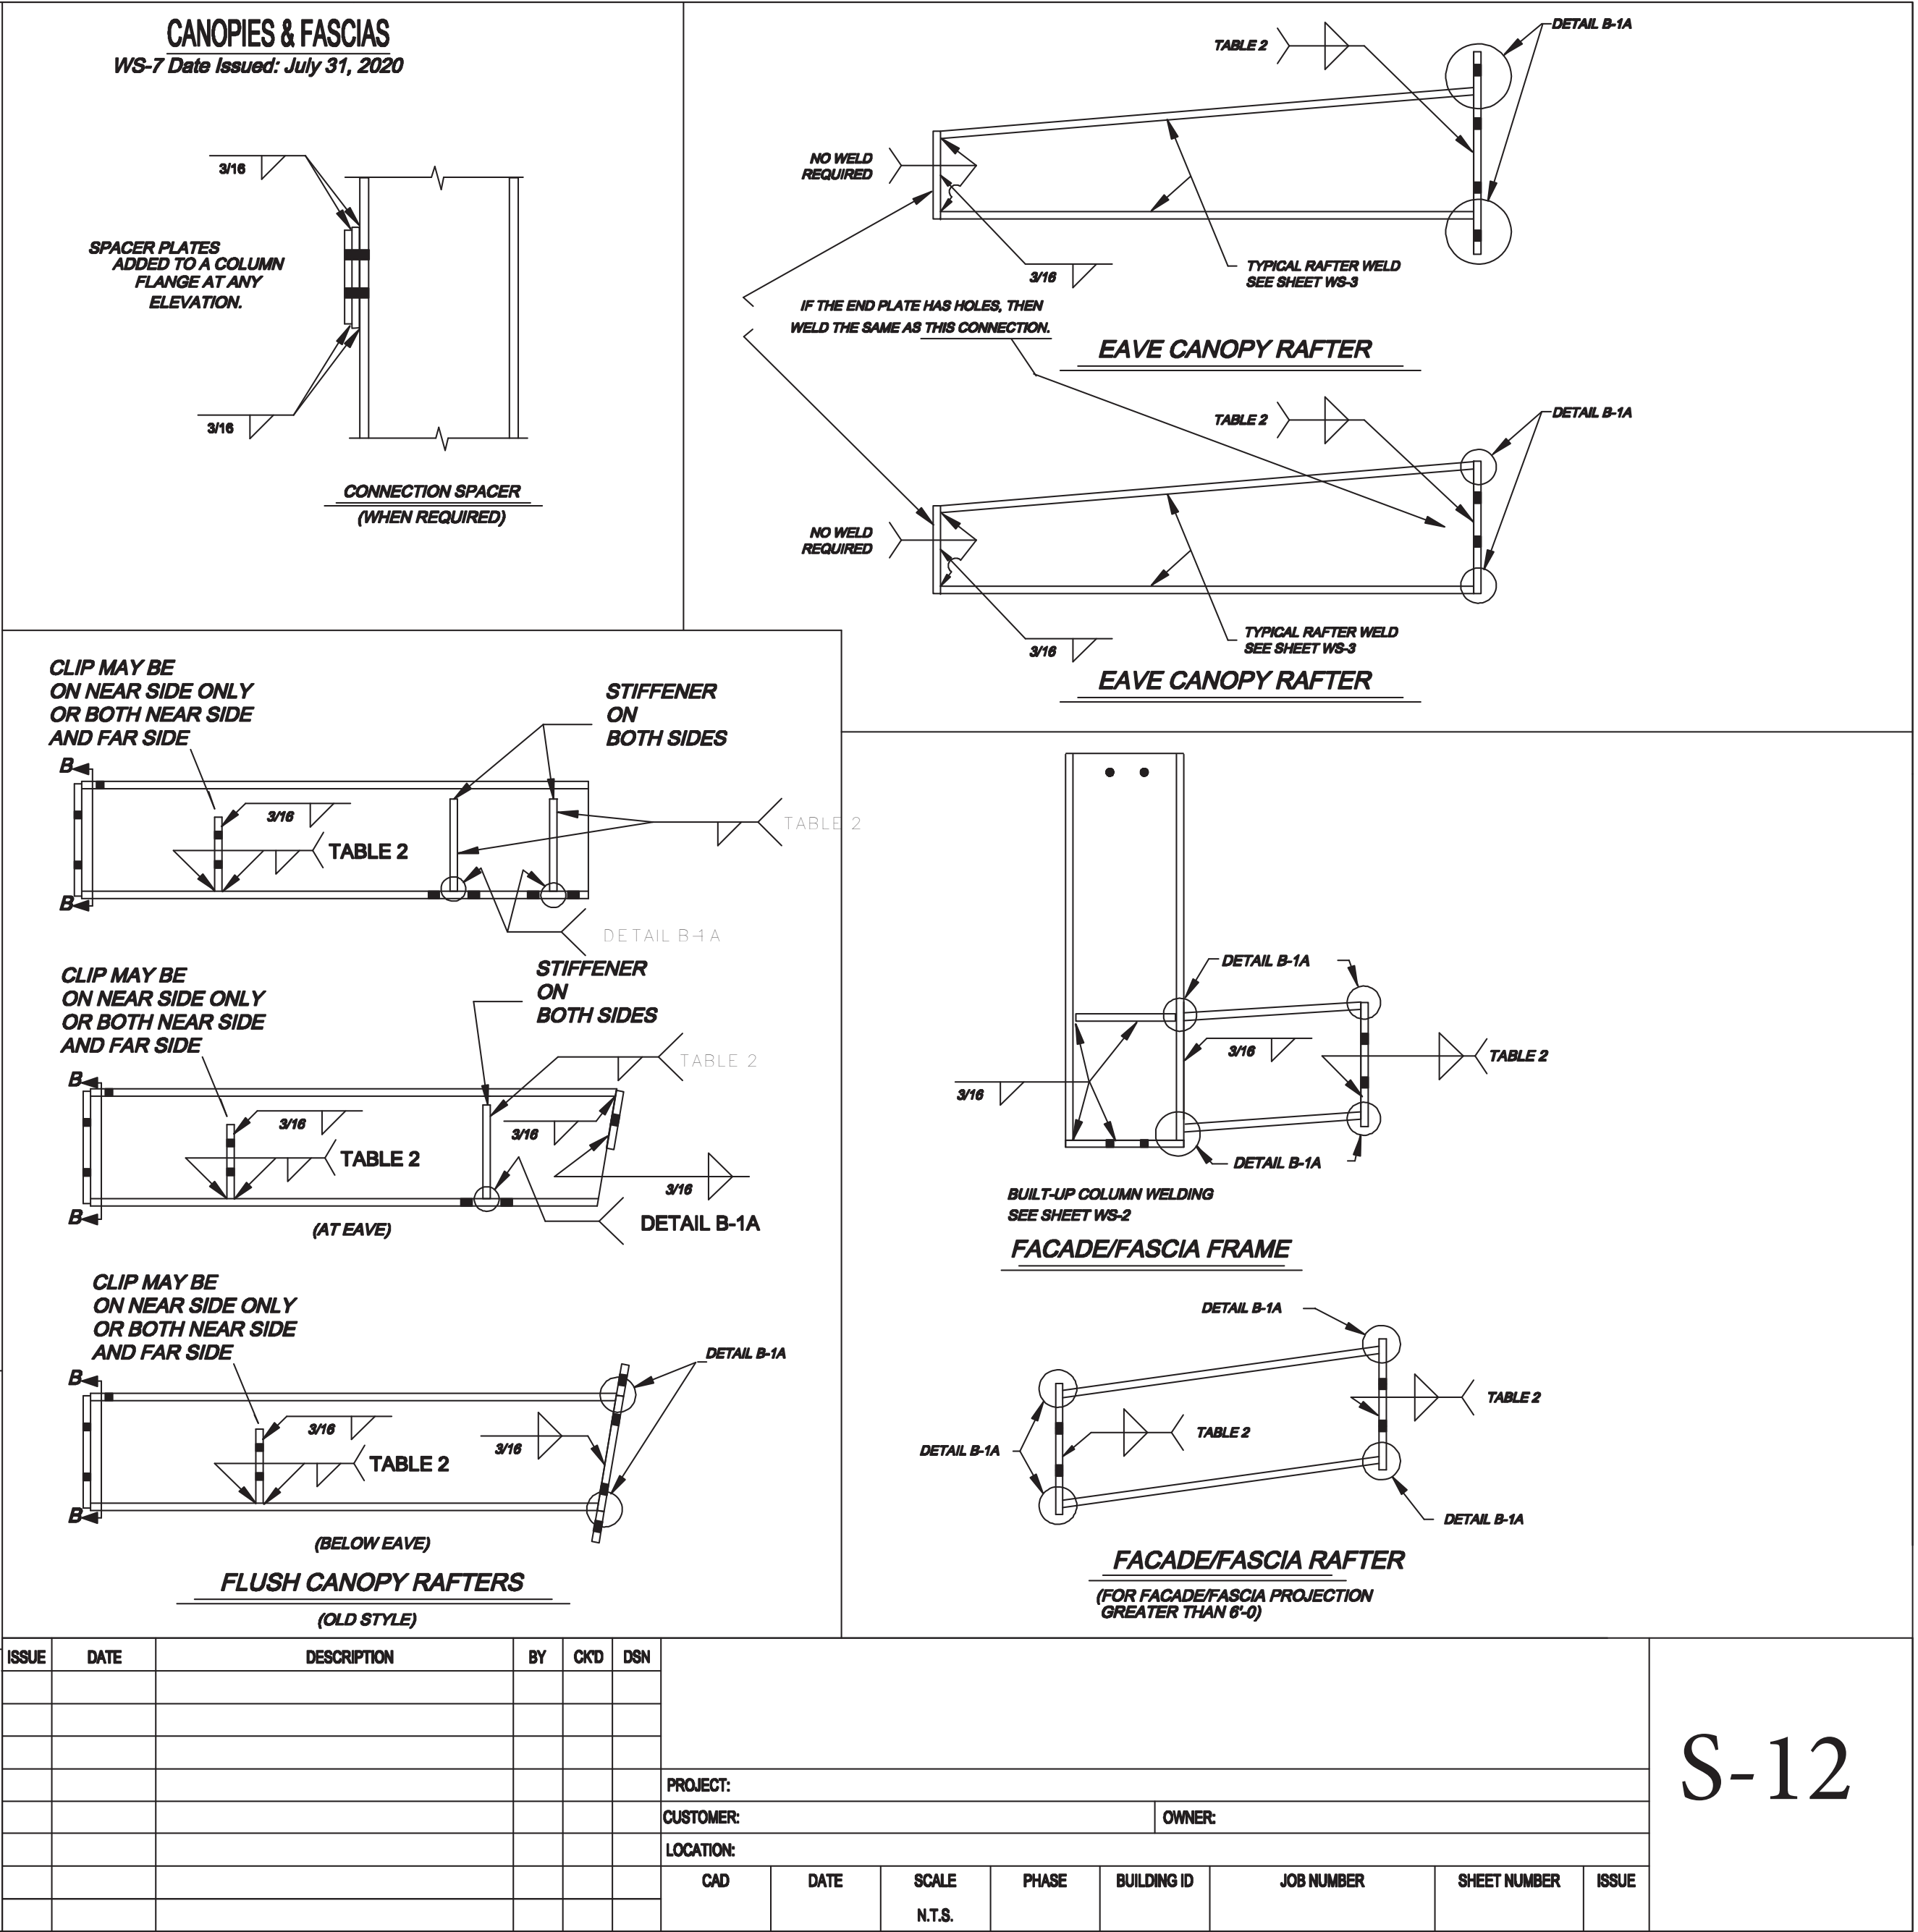 CANOPIES & FASCIAS
WS-7 Date Issued: July 31, 2020
3/16
SPACER PLATES
ADDED TO A COLUMN
FLANGE AT ANY
ELEVATION.
3/16
CONNECTION SPACER
(WHEN REQUIRED)
TABLE 2
DETAIL B-1A
NO WELD
REQUIRED
3/16
TYPICAL RAFTER WELD
SEE SHEET WS-3
IF THE END PLATE HAS HOLES, THEN
WELD THE SAME AS THIS CONNECTION.
EAVE CANOPY RAFTER
TABLE 2
DETAIL B-1A
NO WELD
REQUIRED
3/16
TYPICAL RAFTER WELD
SEE SHEET WS-3
EAVE CANOPY RAFTER
CLIP MAY BE
ON NEAR SIDE ONLY
OR BOTH NEAR SIDE
AND FAR SIDE
STIFFENER
ON
BOTH SIDES
B
3/16
TABLE 2
TABLE 2
B
DETAIL B-1A
CLIP MAY BE
ON NEAR SIDE ONLY
OR BOTH NEAR SIDE
AND FAR SIDE
STIFFENER
ON
BOTH SIDES
TABLE 2
B
3/16
3/16
TABLE 2
3/16
B
(AT EAVE)
DETAIL B-1A
CLIP MAY BE
ON NEAR SIDE ONLY
OR BOTH NEAR SIDE
AND FAR SIDE
DETAIL B-1A
B
3/16
3/16
TABLE 2
B
(BELOW EAVE)
FLUSH CANOPY RAFTERS
(OLD STYLE)
DETAIL B-1A
3/16
TABLE 2
3/16
DETAIL B-1A
BUILT-UP COLUMN WELDING
SEE SHEET WS-2
FACADE/FASCIA FRAME
DETAIL B-1A
TABLE 2
TABLE 2
DETAIL B-1A
DETAIL B-1A
FACADE/FASCIA RAFTER
(FOR FACADE/FASCIA PROJECTION
GREATER THAN 6'-0)
ISSUE DATE DESCRIPTION BY CK'D DSN
PROJECT:
CUSTOMER: OWNER:
LOCATION:
CAD DATE SCALE PHASE BUILDING ID JOB NUMBER SHEET NUMBER ISSUE
N.T.S.
S-12